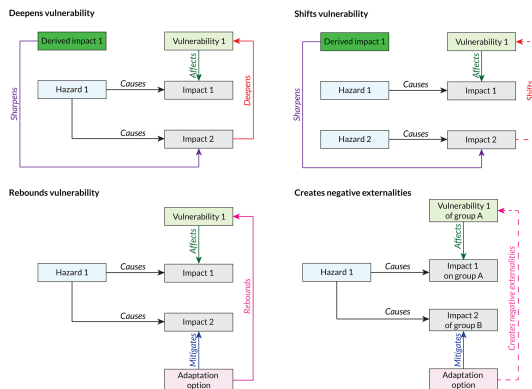 Deepens vulnerability
Derived impact 1
Vulnerability 1
Affects
Hazard 1
Causes
Impact 1
Causes
Impact 2
Sharpens
Deepens
Shifts vulnerability
Derived impact 1
Vulnerability 1
Affects
Hazard 1
Causes
Impact 1
Hazard 2
Causes
Impact 2
Sharpens
Shifts
Rebounds vulnerability
Vulnerability 1
Affects
Hazard 1
Causes
Impact 1
Causes
Impact 2
Mitigates
Adaptation
option
Rebounds
Creates negative externalities
Vulnerability 1
of group A
Affects
Hazard 1
Causes
Impact 1
on group A
Causes
Impact 2
of group B
Mitigates
Adaptation
option
Creates negative externalities